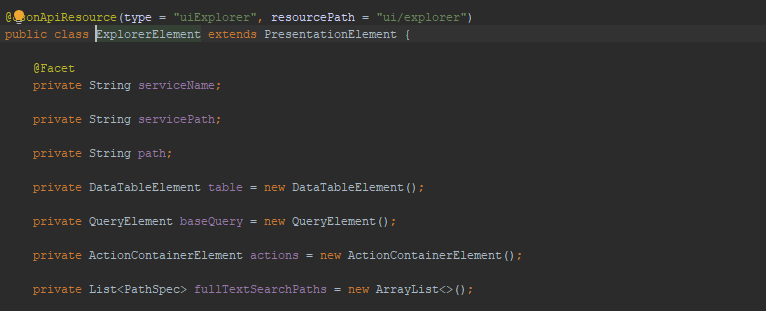 @JsonApiResource(type = "uiExplorer", resourcePath = "ui/explorer")
public class ExplorerElement extends PresentationElement {
@Facet
private String serviceName;
private String servicePath;
private String path;
private DataTableElement table = new DataTableElement();
private QueryElement baseQuery = new QueryElement();
private ActionContainerElement actions = new ActionContainerElement();
private List<PathSpec> fullTextSearchPaths = new ArrayList<>();